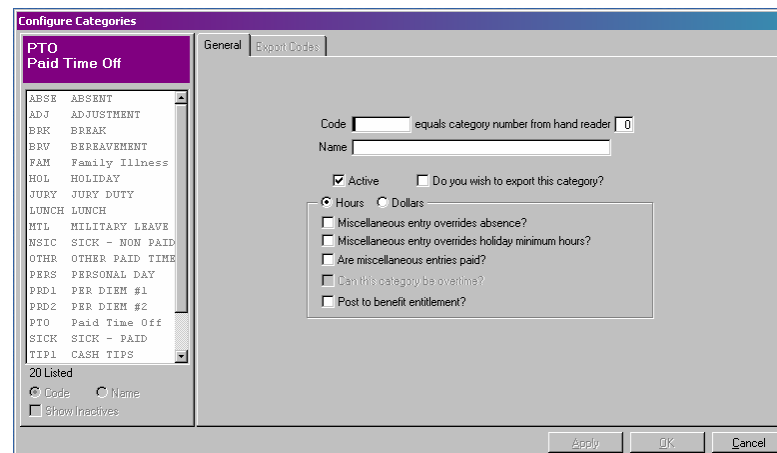 Configure Categories
PTO
Paid Time Off
ABSE ABSENT
ADJ ADJUSTMENT
BRK BREAK
BRV BEREAVEMENT
FAM Family Illness
HOL HOLIDAY
JURY JURY DUTY
LUNCH LUNCH
MTL MILITARY LEAVE
NSIC SICK - NON PAID
OTHR OTHER PAID TIME
PERS PERSONAL DAY
PRD1 PER DIEM #1
PRD2 PER DIEM #2
PTO Paid Time Off
SICK SICK - PAID
TIP1 CASH TIPS
20 Listed
Code Name
Show Inactives
General Export Codes
Code equals category number from hand reader 0
Name
Active Do you wish to export this category?
Hours Dollars
Miscellaneous entry overrides absence?
Miscellaneous entry overrides holiday minimum hours?
Are miscellaneous entries paid?
Can this category be overtime?
Post to benefit entitlement?
Apply OK Cancel